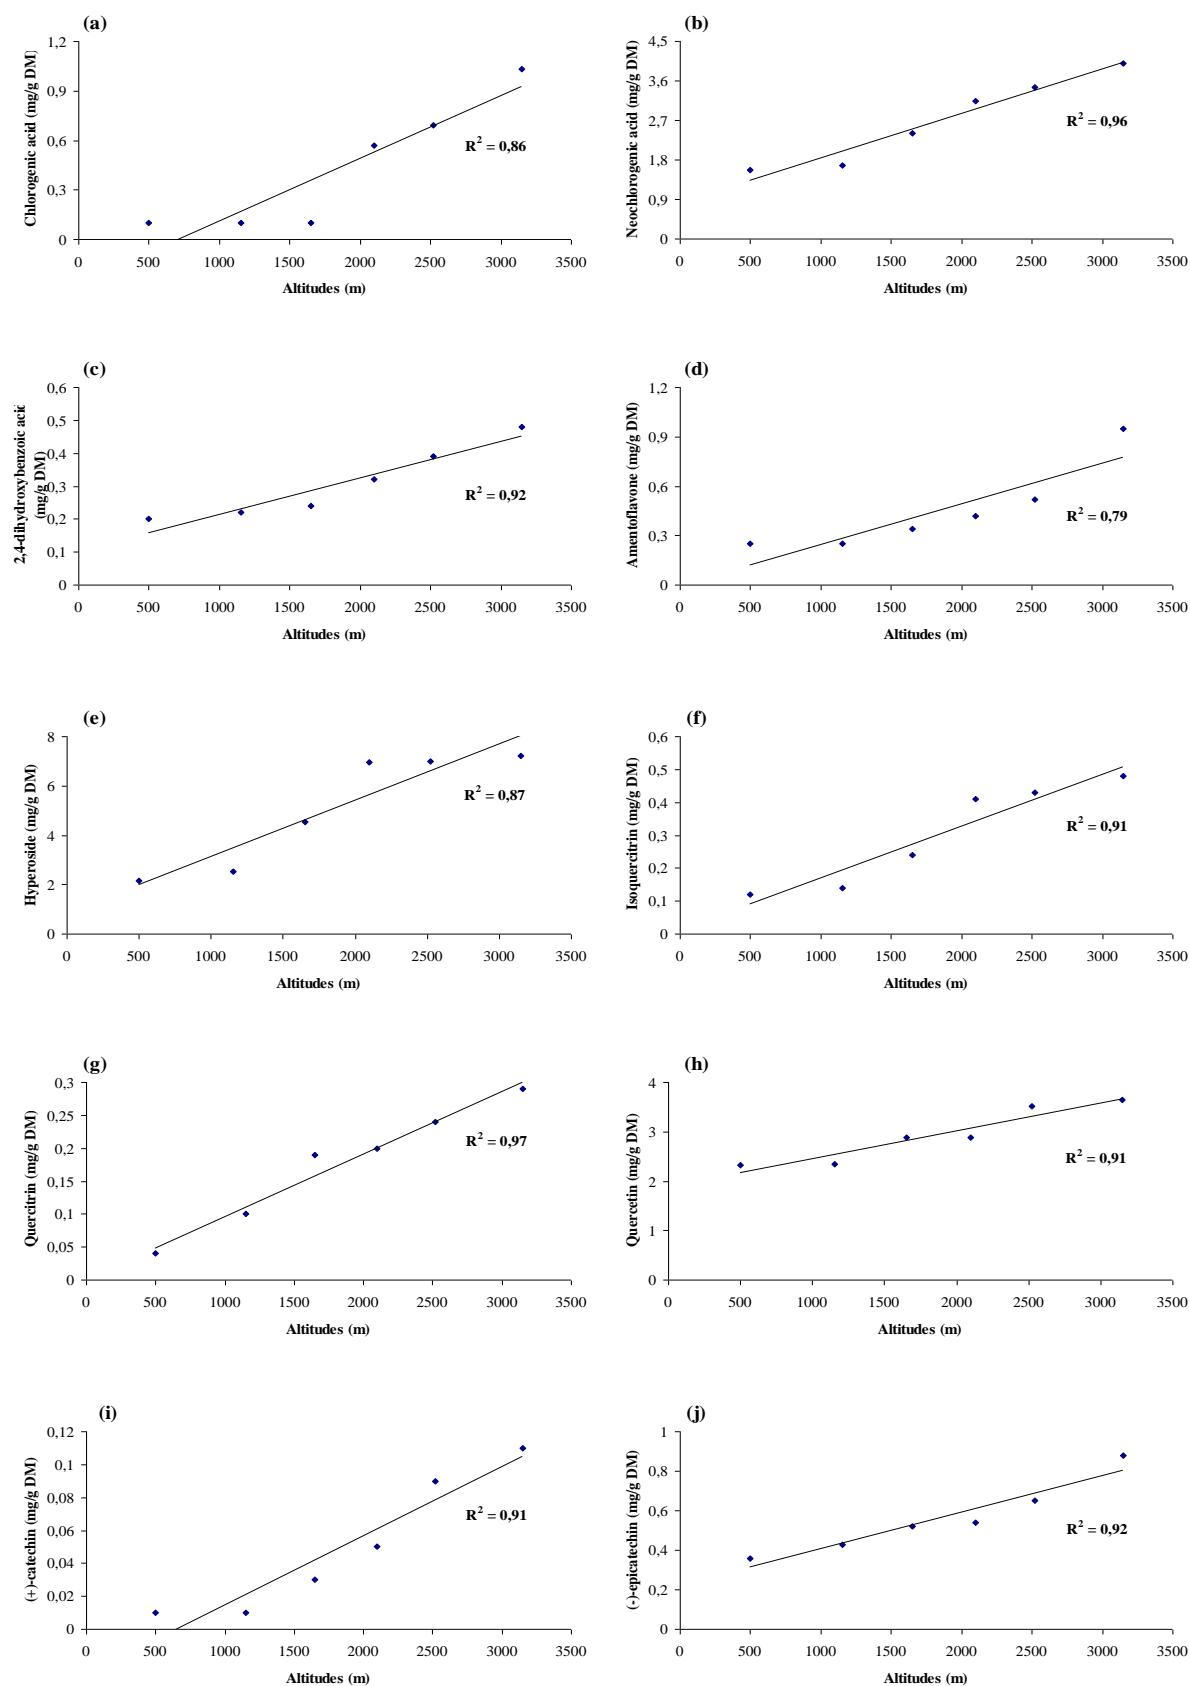 (a)
Chlorogenic acid (mg/g DM)
1,2
0,9
0,6
0,3
0
R2 = 0,86
0 500 1000 1500 2000 2500 3000 3500
Altitudes (m)
(b)
Neochlorogenic acid (mg/g DM)
4,5
3,6
2,7
1,8
0,9
0
R2 = 0,96
0 500 1000 1500 2000 2500 3000 3500
Altitudes (m)
(c)
2,4-dihydroxybenzoic acid
(mg/g DM)
0,6
0,5
0,4
0,3
0,2
0,1
0
R2 = 0,92
0 500 1000 1500 2000 2500 3000 3500
Altitudes (m)
(d)
Amentoflavone (mg/g DM)
1,2
0,9
0,6
0,3
0
R2 = 0,79
0 500 1000 1500 2000 2500 3000 3500
Altitudes (m)
(e)
Hyperoside (mg/g DM)
8
6
4
2
0
R2 = 0,87
0 500 1000 1500 2000 2500 3000 3500
Altitudes (m)
(f)
Isoquercitrin (mg/g DM)
0,6
0,5
0,4
0,3
0,2
0,1
0
R2 = 0,91
0 500 1000 1500 2000 2500 3000 3500
Altitudes (m)
(g)
Quercitrin (mg/g DM)
0,3
0,25
0,2
0,15
0,1
0,05
0
R2 = 0,97
0 500 1000 1500 2000 2500 3000 3500
Altitudes (m)
(h)
Quercetin (mg/g DM)
4
3
2
1
0
R2 = 0,91
0 500 1000 1500 2000 2500 3000 3500
Altitudes (m)
(i)
(+)-catechin (mg/g DM)
0,12
0,1
0,08
0,06
0,04
0,02
0
R2 = 0,91
0 500 1000 1500 2000 2500 3000 3500
Altitudes (m)
(j)
(-)-epicatechin (mg/g DM)
1
0,8
0,6
0,4
0,2
0
R2 = 0,92
0 500 1000 1500 2000 2500 3000 3500
Altitudes (m)